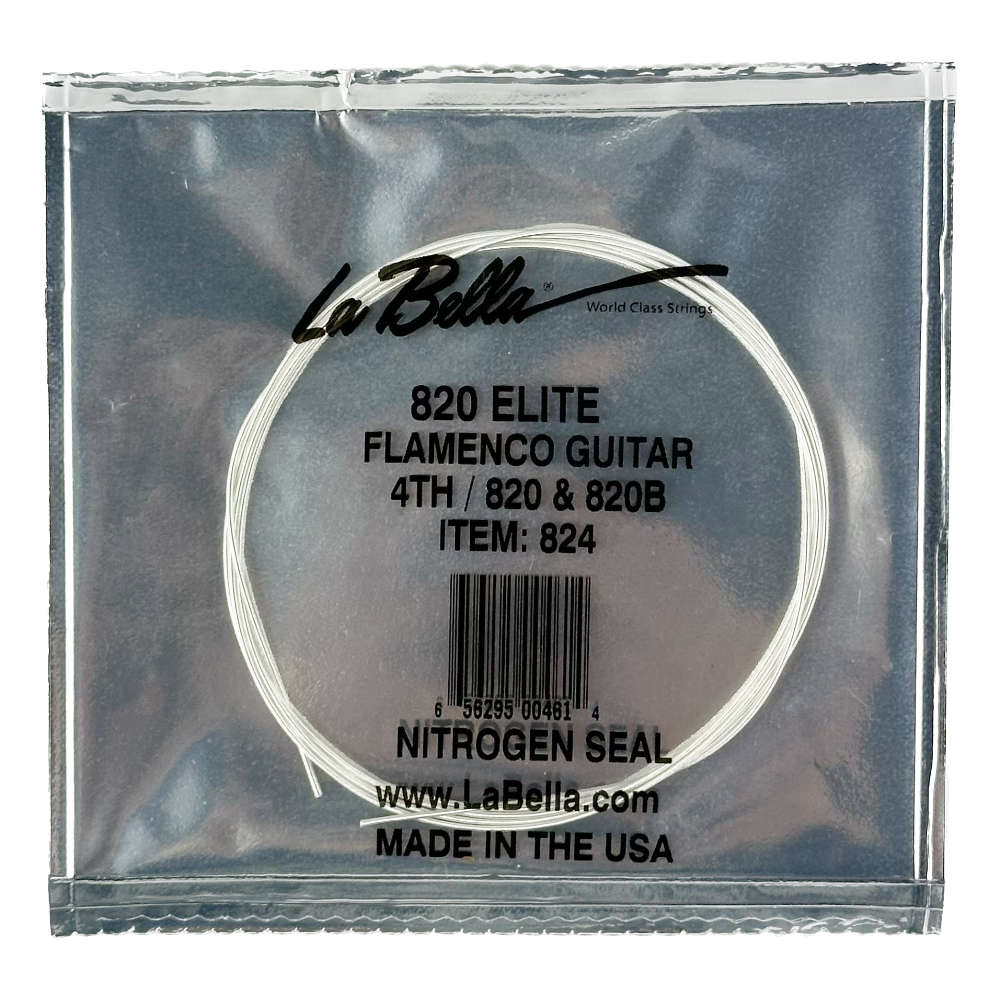 La Bella® World Class Strings
820 ELITE
FLAMENCO GUITAR
4TH / 820 & 820B
ITEM: 824
6 56295 00461 4
NITROGEN SEAL
www.LaBella.com
MADE IN THE USA